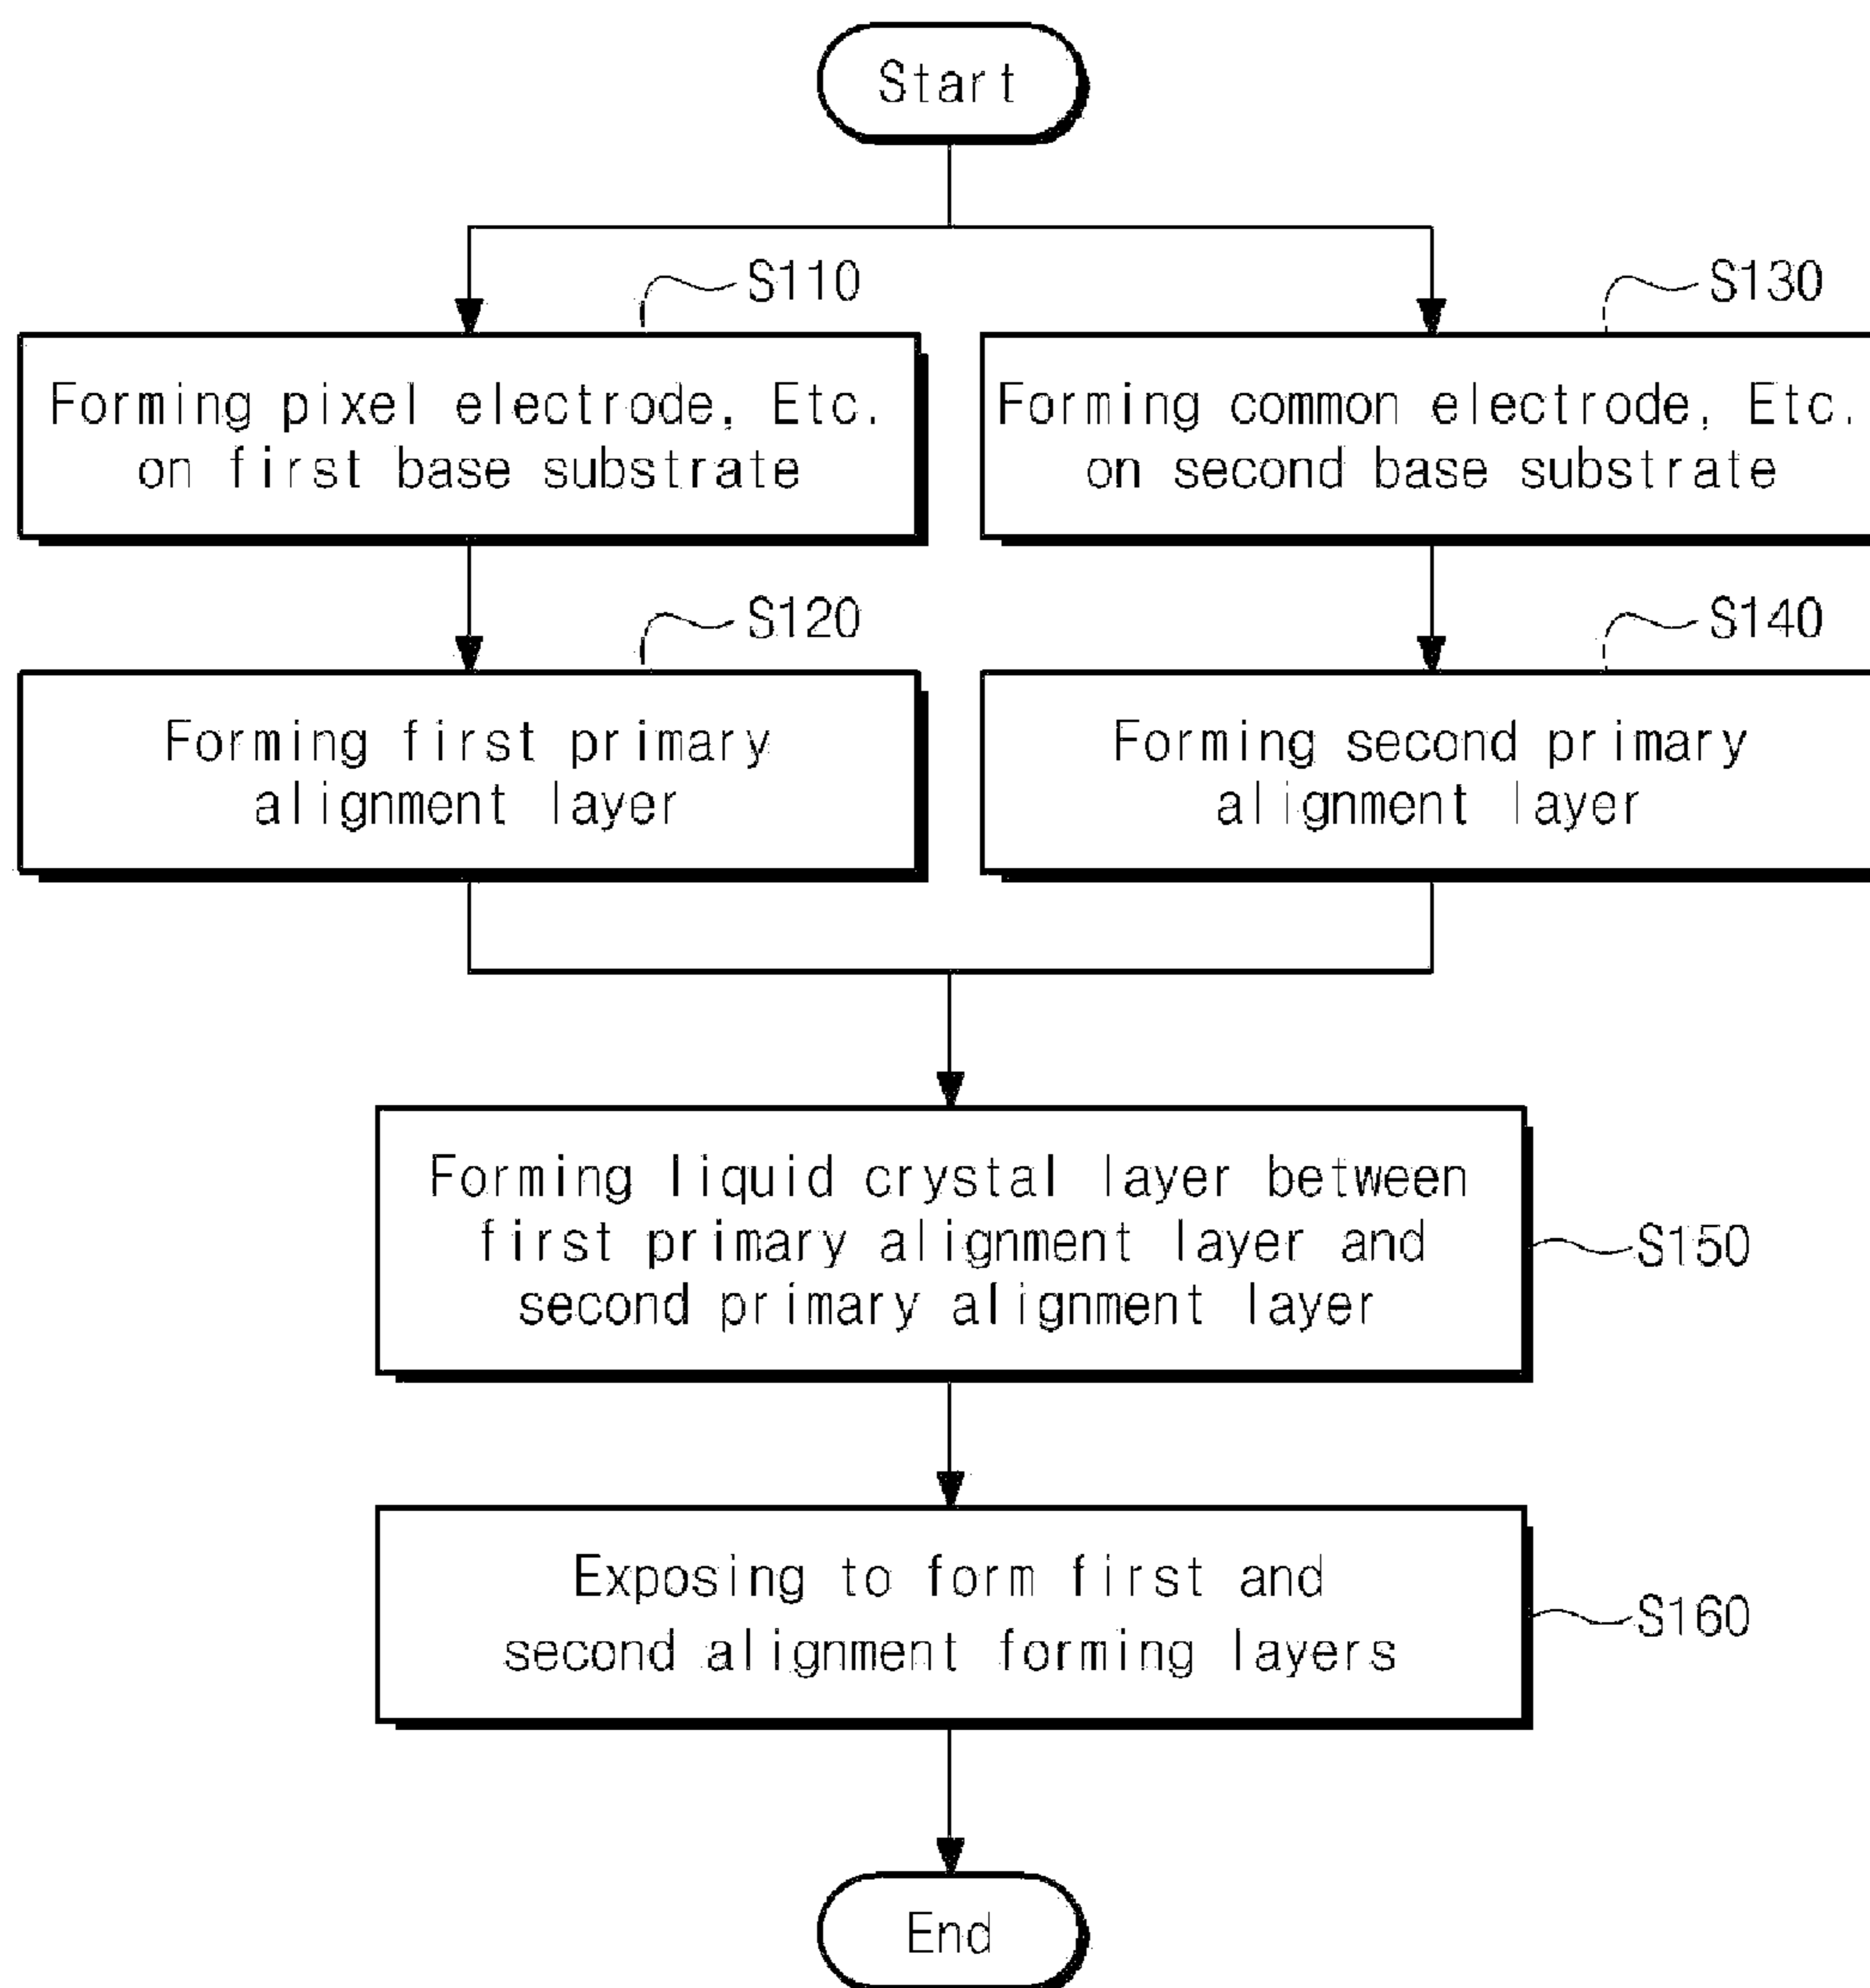 Start
S110
Forming pixel electrode, Etc.
on first base substrate
S130
Forming common electrode, Etc.
on second base substrate
S120
Forming first primary
alignment layer
S140
Forming second primary
alignment layer
Forming liquid crystal layer between
first primary alignment layer and
second primary alignment layer
S150
Exposing to form first and
second alignment forming layers
S160
End